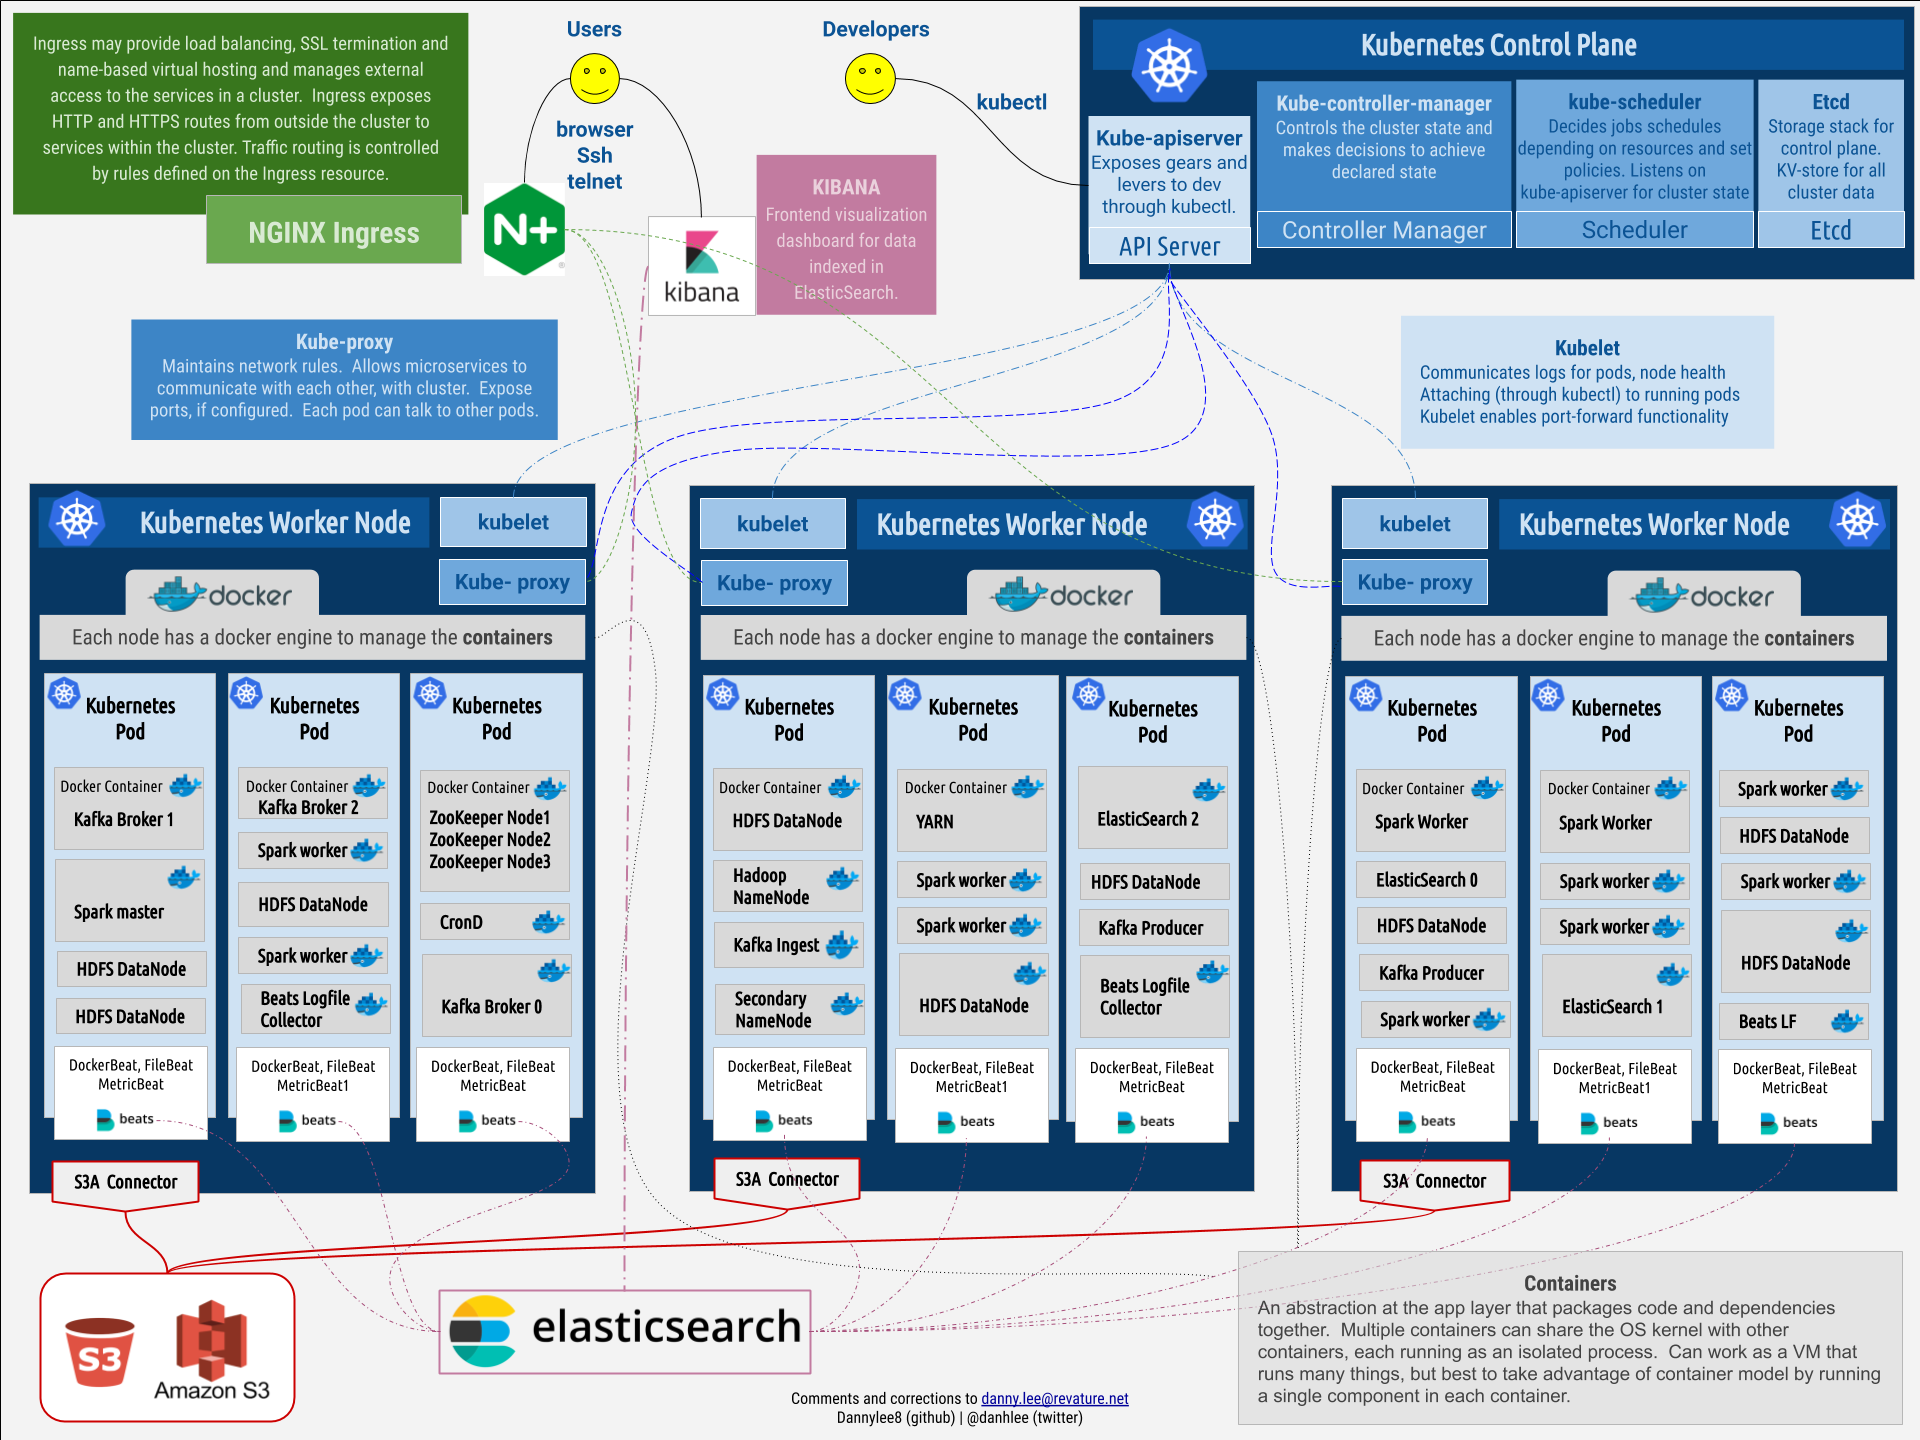 Ingress may provide load balancing, SSL termination and
name-based virtual hosting and manages external
access to the services in a cluster.  Ingress exposes
HTTP and HTTPS routes from outside the cluster to
services within the cluster. Traffic routing is controlled
by rules defined on the Ingress resource.
NGINX Ingress
Users
browser
Ssh
telnet
N+
Developers
kubectl
kibana
KIBANA
Frontend visualization
dashboard for data
indexed in
ElasticSearch.
Kubernetes Control Plane
Kube-apiserver
Exposes gears and
levers to dev
through kubectl.
API Server
Kube-controller-manager
Controls the cluster state and
makes decisions to achieve
declared state
Controller Manager
kube-scheduler
Decides jobs schedules
depending on resources and set
policies. Listens on
kube-apiserver for cluster state
Scheduler
Etcd
Storage stack for
control plane.
KV-store for all
cluster data
Etcd
Kube-proxy
Maintains network rules.  Allows microservices to
communicate with each other, with cluster.  Expose
ports, if configured.  Each pod can talk to other pods.
Kubelet
Communicates logs for pods, node health
Attaching (through kubectl) to running pods
Kubelet enables port-forward functionality
Kubernetes Worker Node
kubelet
Kube- proxy
docker
Each node has a docker engine to manage the containers
Kubernetes
Pod
Docker Container
Kafka Broker 1
Spark master
HDFS DataNode
HDFS DataNode
DockerBeat, FileBeat
MetricBeat
beats
Kubernetes
Pod
Docker Container
Kafka Broker 2
Spark worker
HDFS DataNode
Spark worker
Beats Logfile
Collector
DockerBeat, FileBeat
MetricBeat1
beats
Kubernetes
Pod
Docker Container
ZooKeeper Node1
ZooKeeper Node2
ZooKeeper Node3
CronD
Kafka Broker 0
DockerBeat, FileBeat
MetricBeat
beats
S3A  Connector
kubelet
Kubernetes Worker Node
Kube- proxy
docker
Each node has a docker engine to manage the containers
Kubernetes
Pod
Docker Container
HDFS DataNode
Hadoop
NameNode
Kafka Ingest
Secondary
NameNode
DockerBeat, FileBeat
MetricBeat
beats
Kubernetes
Pod
Docker Container
YARN
Spark worker
Spark worker
HDFS DataNode
DockerBeat, FileBeat
MetricBeat1
beats
Kubernetes
Pod
ElasticSearch 2
HDFS DataNode
Kafka Producer
Beats Logfile
Collector
DockerBeat, FileBeat
MetricBeat
beats
S3A  Connector
kubelet
Kubernetes Worker Node
Kube- proxy
docker
Each node has a docker engine to manage the containers
Kubernetes
Pod
Docker Container
Spark Worker
ElasticSearch 0
HDFS DataNode
Kafka Producer
Spark worker
DockerBeat, FileBeat
MetricBeat
beats
Kubernetes
Pod
Docker Container
Spark Worker
Spark worker
Spark worker
ElasticSearch 1
DockerBeat, FileBeat
MetricBeat1
beats
Kubernetes
Pod
Spark worker
HDFS DataNode
Spark worker
HDFS DataNode
Beats LF
DockerBeat, FileBeat
MetricBeat
beats
S3A  Connector
S3
Amazon S3
elasticsearch
Comments and corrections to danny.lee@revature.net
Dannylee8 (github) | @danhlee (twitter)
Containers
An abstraction at the app layer that packages code and dependencies
together.  Multiple containers can share the OS kernel with other
containers, each running as an isolated process.  Can work as a VM that
runs many things, but best to take advantage of container model by running
a single component in each container.